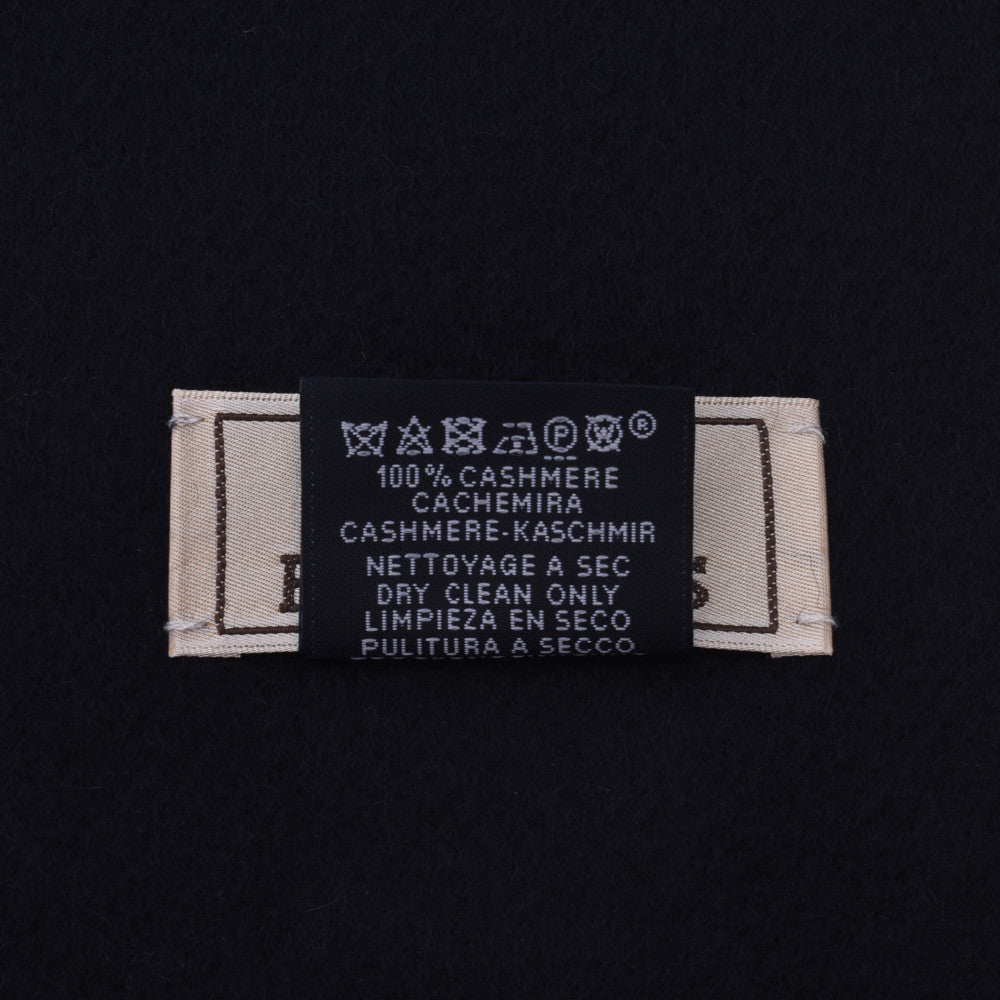 P W ®
100% CASHMERE
CACHEMIRA
CASHMERE-KASCHMIR
NETTOYAGE A SEC
DRY CLEAN ONLY
LIMPIEZA EN SECO
PULITURA A SECCO